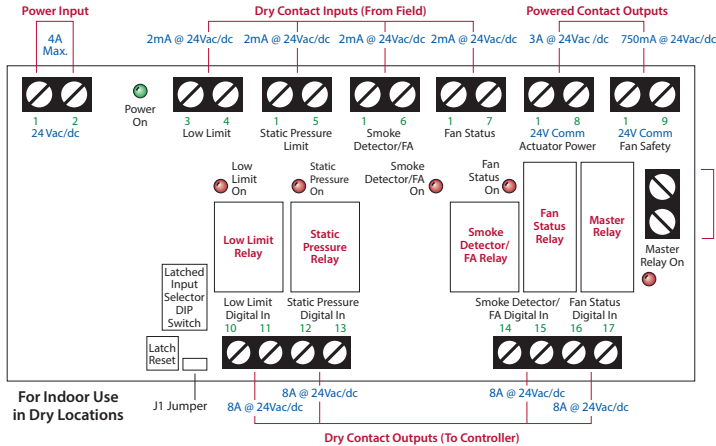 Power Input
Dry Contact Inputs (From Field)
Powered Contact Outputs
4A
Max.
2mA @ 24Vac/dc
2mA @ 24Vac/dc
2mA @ 24Vac/dc
2mA @ 24Vac/dc
3A @ 24Vac /dc
750mA @ 24Vac/dc
1 2
24 Vac/dc
Power
On
3 4
Low Limit
1 5
Static Pressure
Limit
1 6
Smoke
Detector/FA
1 7
Fan Status
1 8
24V Comm
Actuator Power
1 9
24V Comm
Fan Safety
Low
Limit
On
Static
Pressure
On
Smoke
Detector/FA
On
Fan
Status
On
Low Limit
Relay
Static
Pressure
Relay
Smoke
Detector/
FA Relay
Fan
Status
Relay
Master
Relay
Master
Relay On
Latched
Input
Selector
DIP
Switch
Low Limit
Digital In
10 11
Static Pressure
Digital In
12 13
Smoke Detector/
FA Digital In
14 15
Fan Status
Digital In
16 17
Latch
Reset
For Indoor Use
in Dry Locations
J1 Jumper
8A @ 24Vac/dc
8A @ 24Vac/dc
8A @ 24Vac/dc
8A @ 24Vac/dc
Dry Contact Outputs (To Controller)